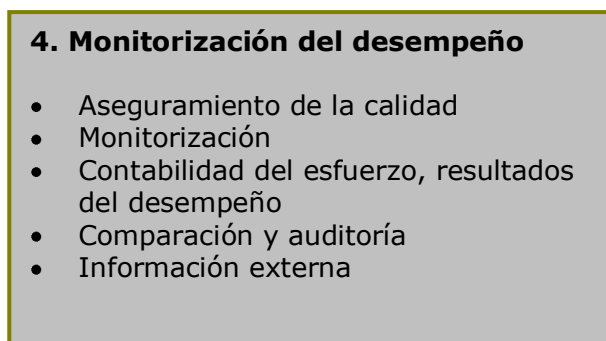 4. Monitorización del desempeño
• Aseguramiento de la calidad
• Monitorización
• Contabilidad del esfuerzo, resultados
del desempeño
• Comparación y auditoría
• Información externa